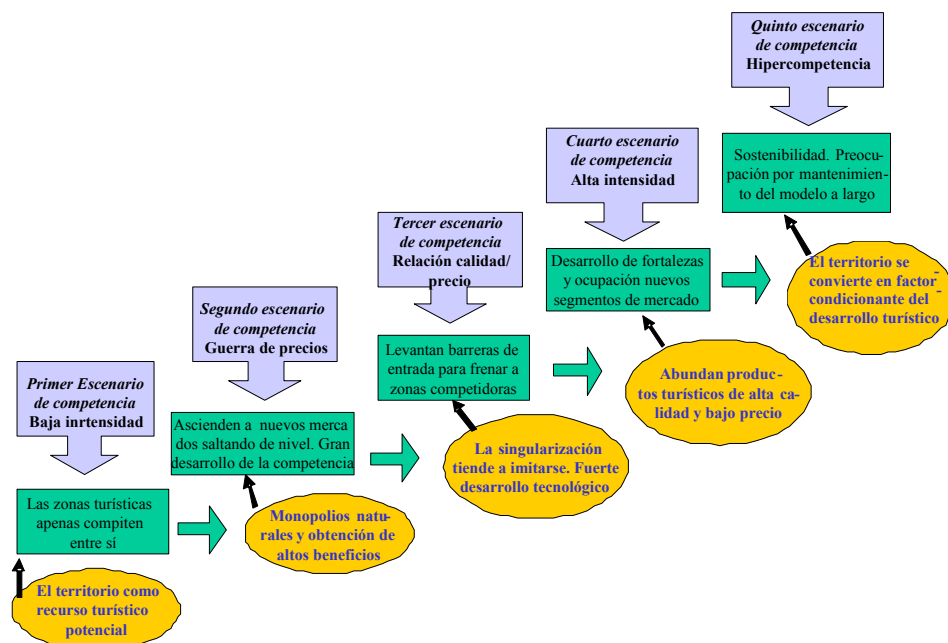 Primer Escenario
de competencia
Baja inrtensidad
Las zonas turísticas
apenas compiten
entre sí
El territorio como
recurso turístico
potencial
Segundo escenario
de competencia
Guerra de precios
Ascienden a nuevos merca
dos saltando de nivel. Gran
desarrollo de la competencia
Monopolios natu-
rales y obtención de
altos beneficios
Tercer escenario
de competencia
Relación calidad/
precio
Levantan barreras de
entrada para frenar a
zonas competidoras
La singularización
tiende a imitarse. Fuerte
desarrollo tecnológico
Cuarto escenario
de competencia
Alta intensidad
Desarrollo de fortalezas
y ocupación nuevos
segmentos de mercado
Abundan produc-
tos turísticos de alta ca-
lidad y bajo precio
Quinto escenario
de competencia
Hipercompetencia
Sostenibilidad. Preocu-
pación por mantenimien-
to del modelo a largo
El territorio se
convierte en factor-
condicionante del
desarrollo turístico